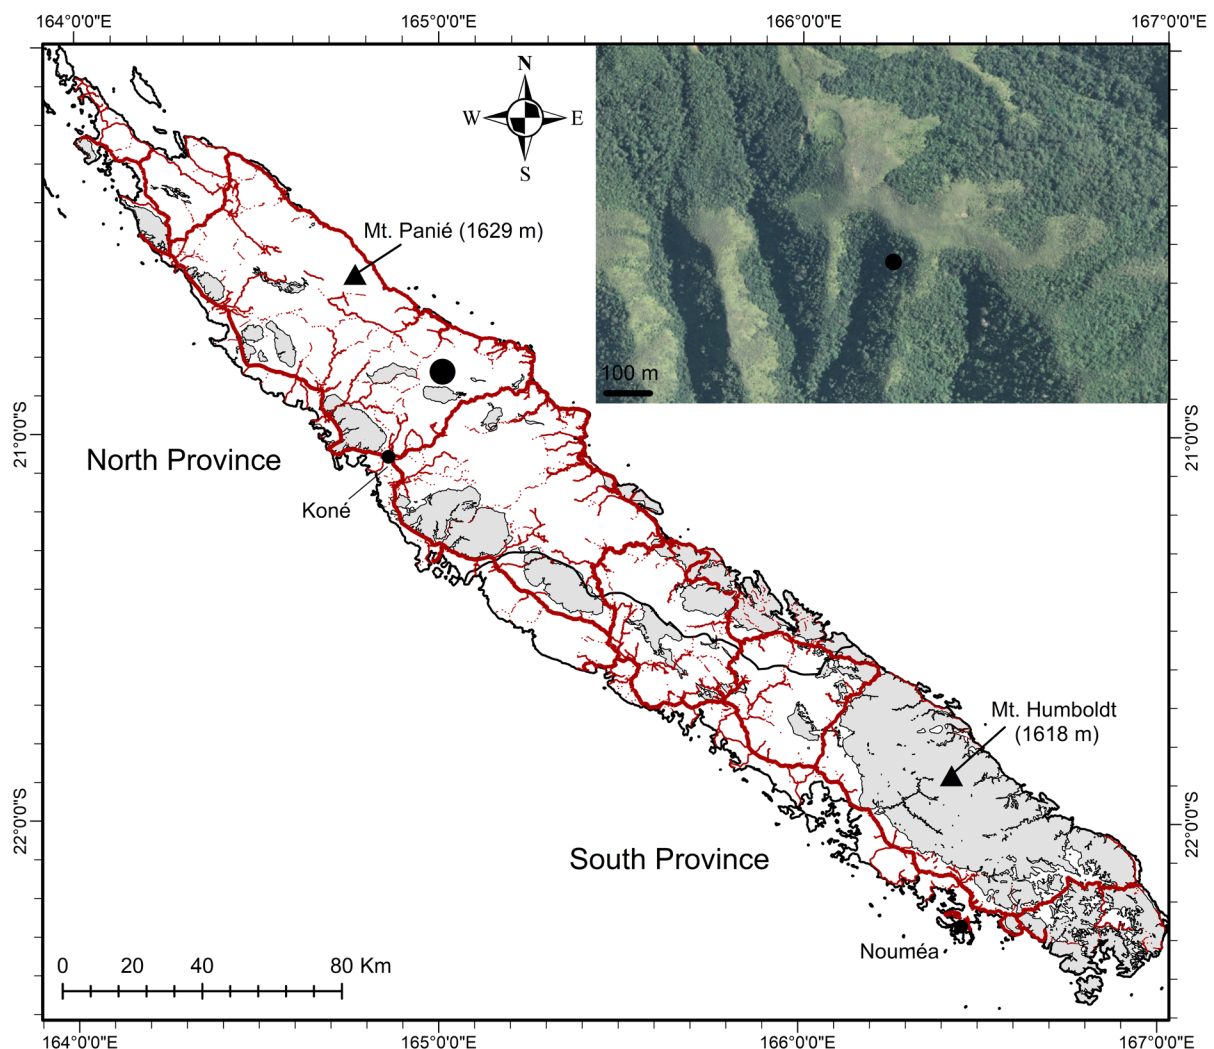 164°0'0"E
165°0'0"E
166°0'0"E
167°0'0"E
N
W
E
S
Mt. Panié (1629 m)
100 m
21°0'0"S
21°0'0"S
North Province
Koné
Mt. Humboldt
(1618 m)
22°0'0"S
22°0'0"S
South Province
Nouméa
0
20
40
80 Km
164°0'0"E
165°0'0"E
166°0'0"E
167°0'0"E